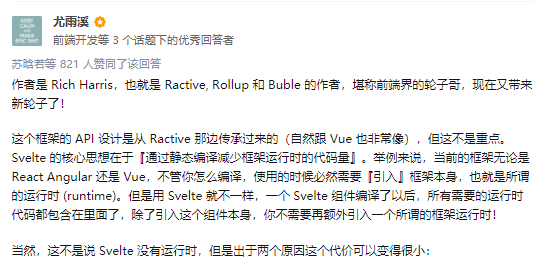 KEEP CALM AND MAKE EPIC SHIT
尤雨溪
前端开发等 3 个话题下的优秀回答者
苏晗若等 821 人赞同了该回答
作者是 Rich Harris，也就是 Ractive, Rollup 和 Buble 的作者，堪称前端界的轮子哥，现在又带来
新轮子了！
这个框架的 API 设计是从 Ractive 那边传承过来的（自然跟 Vue 也非常像），但这不是重点。
Svelte 的核心思想在于『通过静态编译减少框架运行时的代码量』。举例来说，当前的框架无论是
React Angular 还是 Vue，不管你怎么编译，使用的时候必然需要『引入』框架本身，也就是所谓
的运行时 (runtime)。但是用 Svelte 就不一样，一个 Svelte 组件编译了以后，所有需要的运行时
代码都包含在里面了，除了引入这个组件本身，你不需要再额外引入一个所谓的框架运行时！
当然，这不是说 Svelte 没有运行时，但是出于两个原因这个代价可以变得很小：